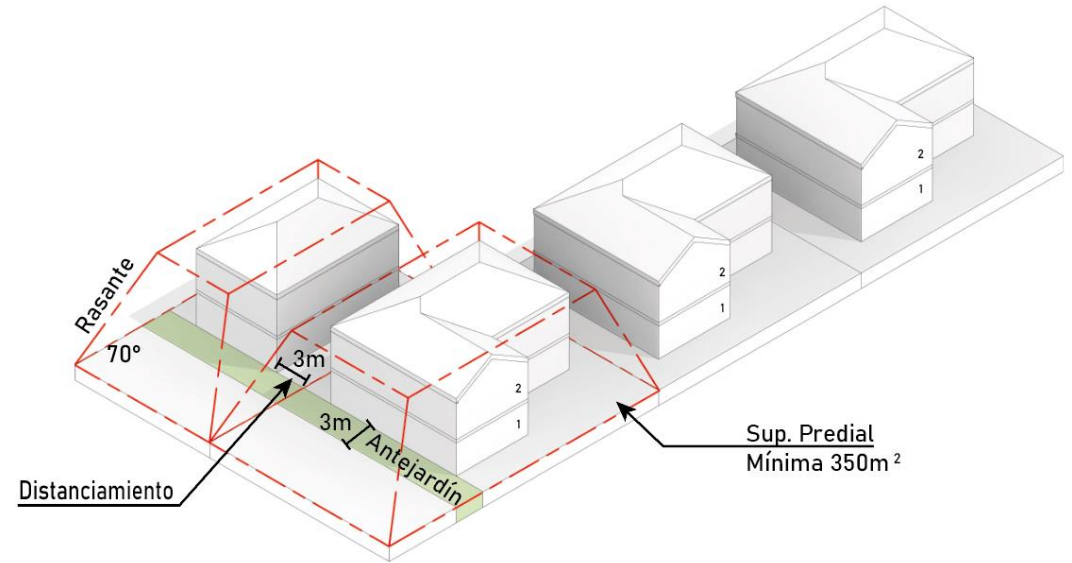 2
1
2
1
Rasante
70°
3m
2
1
3m
Antejardín
Sup. Predial
Mínima 350m²
Distanciamiento